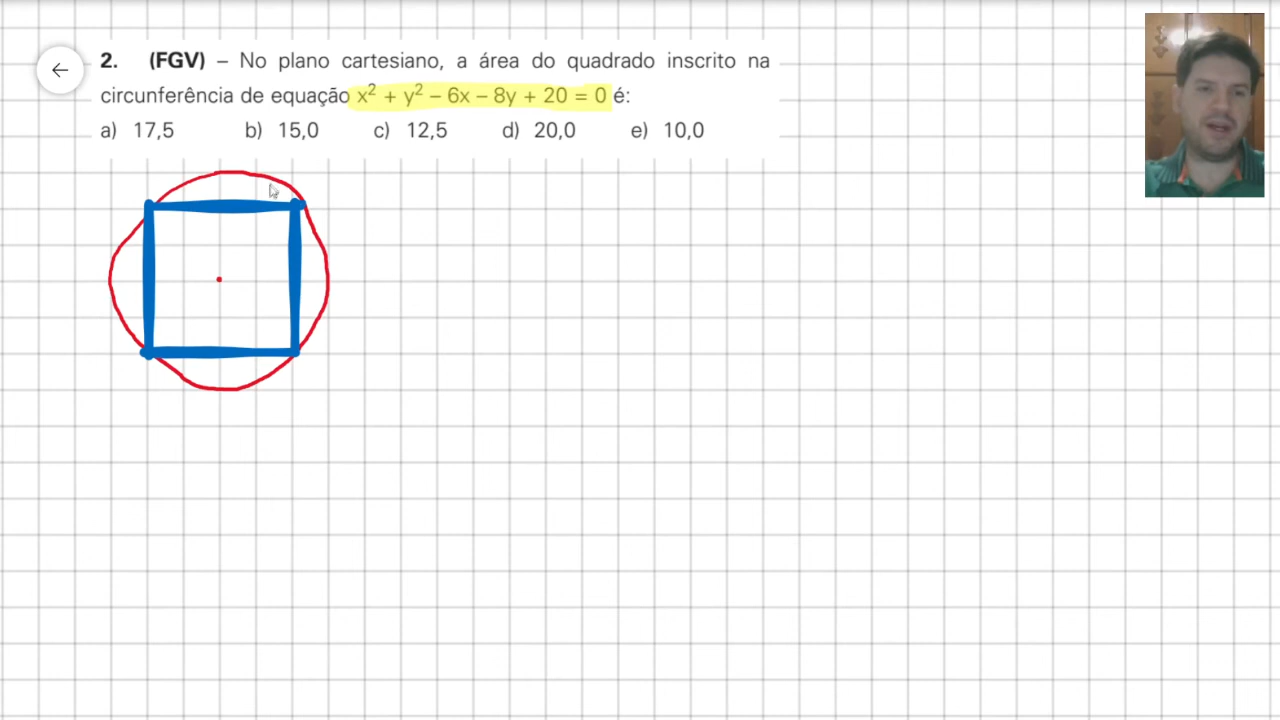 2. (FGV) – No plano cartesiano, a área do quadrado inscrito na
circunferência de equação x² + y² – 6x – 8y + 20 = 0 é:
a) 17,5 b) 15,0 c) 12,5 d) 20,0 e) 10,0